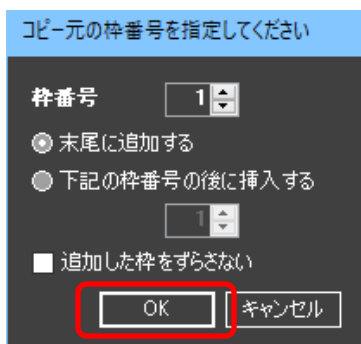 コピー元の枠番号を指定してください
枠番号 1
末尾に追加する
下記の枠番号の後に挿入する
1
追加した枠をずらさない
OK キャンセル